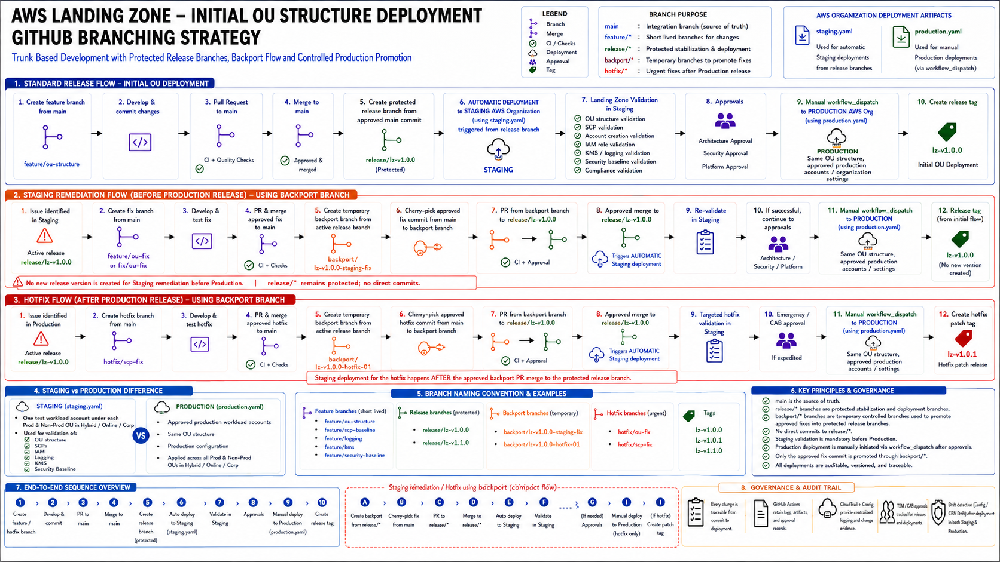 AWS LANDING ZONE – INITIAL OU STRUCTURE DEPLOYMENT
GITHUB BRANCHING STRATEGY
Trunk Based Development with Protected Release Branches, Backport Flow and Controlled Production Promotion
LEGEND
Branch
Merge
CI / Checks
Deployment
Approval
Tag
BRANCH PURPOSE
main : Integration branch (source of truth)
feature/* : Short lived branches for changes
release/* : Protected stabilization & deployment
backport/* : Temporary branches to promote fixes
hotfix/* : Urgent fixes after Production release
AWS ORGANIZATION DEPLOYMENT ARTIFACTS
staging.yaml
Used for automatic
Staging deployments
from release branches
production.yaml
Used for manual
Production deployments
(via workflow_dispatch)
1. STANDARD RELEASE FLOW – INITIAL OU DEPLOYMENT
1. Create feature branch
from main
feature/ou-structure
2. Develop &
commit changes
</>
3. Pull Request
to main
CI + Quality Checks
4. Merge to
main
Approved &
merged
5. Create protected
release branch from
approved main commit
release/lz-v1.0.0
(Protected)
6. AUTOMATIC DEPLOYMENT
to STAGING AWS Organization
(using staging.yaml)
triggered from release branch
STAGING
7. Landing Zone Validation
in Staging
OU structure validation
SCP validation
Account creation validation
IAM role validation
KMS / logging validation
Security baseline validation
Compliance validation
8. Approvals
Architecture Approval
Security Approval
Platform Approval
9. Manual workflow_dispatch
to PRODUCTION AWS Org
(using production.yaml)
PRODUCTION
Same OU structure,
approved production
accounts / organization
settings
10. Create release tag
lz-v1.0.0
Initial OU Deployment
2. STAGING REMEDIATION FLOW (BEFORE PRODUCTION RELEASE) – USING BACKPORT BRANCH
1. Issue identified
in Staging
Active release
release/lz-v1.0.0
2. Create fix branch
from main
feature/ou-fix
or fix/ou-fix
3. Develop &
test fix
</>
4. PR & merge
approved fix
to main
CI + Checks
5. Create temporary
backport branch from
active release branch
backport/
lz-v1.0.0-staging-fix
6. Cherry-pick approved
fix commit from main
to backport branch
7. PR from backport branch
to release/lz-v1.0.0
CI + Approval
8. Approved merge to
release/lz-v1.0.0
Triggers AUTOMATIC
Staging deployment
9. Re-validate
in Staging
10. If successful,
continue to
approvals
Architecture /
Security / Platform
11. Manual workflow_dispatch
to PRODUCTION
(using production.yaml)
Same OU structure,
approved production
accounts / settings
12. Release tag
(from initial flow)
lz-v1.0.0
(No new version
created)
No new release version is created for Staging remediation before Production. | release/* remains protected; no direct commits.
3. HOTFIX FLOW (AFTER PRODUCTION RELEASE) – USING BACKPORT BRANCH
1. Issue identified
in Production
Active release
release/lz-v1.0.0
2. Create hotfix branch
from main
hotfix/scp-fix
3. Develop &
test hotfix
</>
4. PR & merge
approved hotfix
to main
CI + Checks
5. Create temporary
backport branch from
active release branch
backport/
lz-v1.0.0-hotfix-01
6. Cherry-pick approved
hotfix commit from main
to backport branch
7. PR from backport branch
to release/lz-v1.0.0
CI + Approval
8. Approved merge to
release/lz-v1.0.0
Triggers AUTOMATIC
Staging deployment
9. Targeted hotfix
validation in
Staging
10. Emergency /
CAB approval
If expedited
11. Manual workflow_dispatch
to PRODUCTION
(using production.yaml)
Same OU structure,
approved production
accounts / settings
12. Create hotfix
patch tag
lz-v1.0.1
Hotfix patch release
Staging deployment for the hotfix happens AFTER the approved backport PR merge to the protected release branch.
4. STAGING vs PRODUCTION DIFFERENCE
STAGING (staging.yaml)
• One test workload account under each
Prod & Non-Prod OU in Hybrid / Online / Corp
• Used for validation of:
OU structure
SCPs
IAM
Logging
KMS
Security Baseline
VS
PRODUCTION (production.yaml)
• Approved production workload accounts
• Same OU structure
• Production configuration
• Applied across all Prod & Non-Prod
OUs in Hybrid / Online / Corp
5. BRANCH NAMING CONVENTION & EXAMPLES
Feature branches (short lived)
• feature/ou-structure
• feature/scp-baseline
• feature/logging
• feature/kms
• feature/security-baseline
Release branches (protected)
• release/lz-v1.0.0
• release/lz-v1.1.0
Backport branches (temporary)
• backport/lz-v1.0.0-staging-fix
• backport/lz-v1.0.0-hotfix-01
Hotfix branches (urgent)
• hotfix/ou-fix
• hotfix/scp-fix
Tags
lz-v1.0.0
lz-v1.0.1
lz-v1.1.0
6. KEY PRINCIPLES & GOVERNANCE
main is the source of truth.
release/* branches are protected stabilization and deployment branches.
backport/* branches are temporary controlled branches used to promote
approved fixes into protected release branches.
No direct commits to release/*.
Staging validation is mandatory before Production.
Production deployment is manually initiated via workflow_dispatch after approvals.
Only the approved fix commit is promoted through backport/*.
All deployments are auditable, versioned, and traceable.
7. END-TO-END SEQUENCE OVERVIEW
1
Create
feature /
hotfix branch
2
Develop &
commit
3
PR to
main
4
Merge to
main
5
Create
release
branch
(protected)
6
Auto deploy
to Staging
(staging.yaml)
7
Validate in
Staging
8
Approvals
9
Manual deploy
to Production
(production.yaml)
10
Create
release tag
Staging remediation / Hotfix using backport (compact flow)
A
Create backport
from release/*
B
Cherry-pick fix
from main
C
PR to
release/*
D
Merge to
release/*
E
Auto deploy
to Staging
F
Validate
in Staging
G
(If needed)
Approvals
I
Manual deploy
to Production
(hotfix only)
I
(If hotfix)
Create patch
tag
8. GOVERNANCE & AUDIT TRAIL
Every change is
traceable from
commit to
deployment.
GitHub Actions
retain logs, artifacts,
and approval
records.
CloudTrail + Config
provide centralized
logging and change
evidence.
ITSM / CAB approvals
tracked for releases
and deployments.
Drift detection (Config /
CRN Drift) after deployment
in both Staging &
Production.